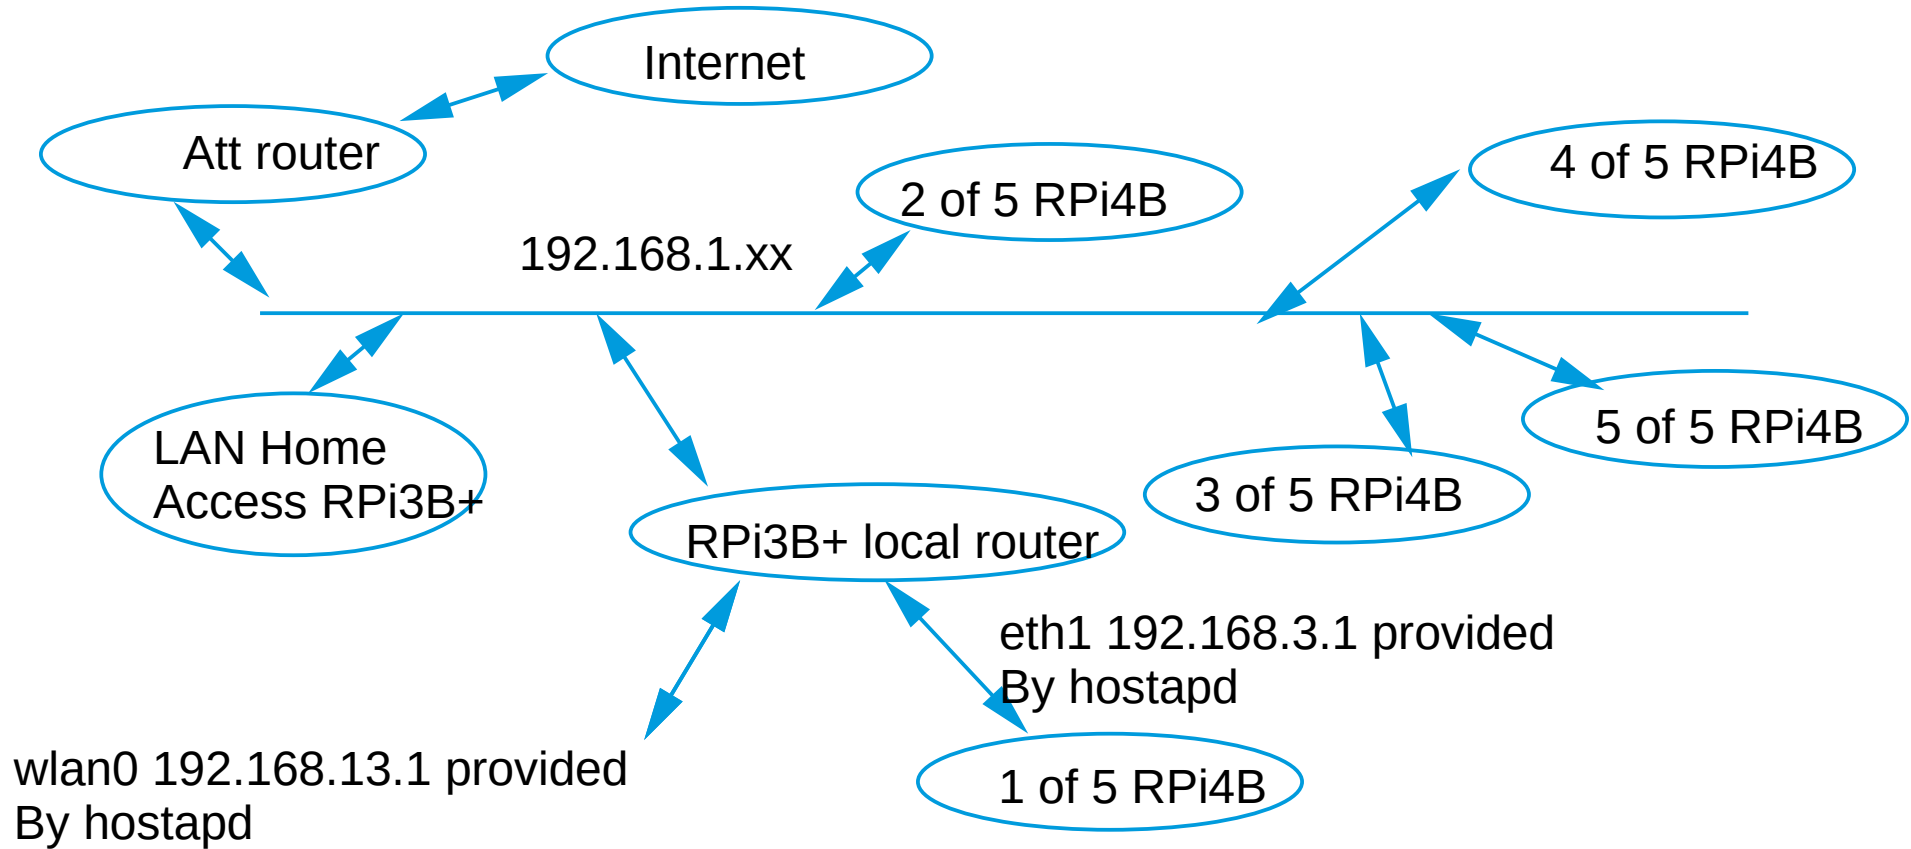 Internet
Att router
4 of 5 RPi4B
2 of 5 RPi4B
192.168.1.xx
5 of 5 RPi4B
LAN Home
Access RPi3B+
3 of 5 RPi4B
RPi3B+ local router
eth1 192.168.3.1 provided
By hostapd
wlan0 192.168.13.1 provided
By hostapd
1 of 5 RPi4B